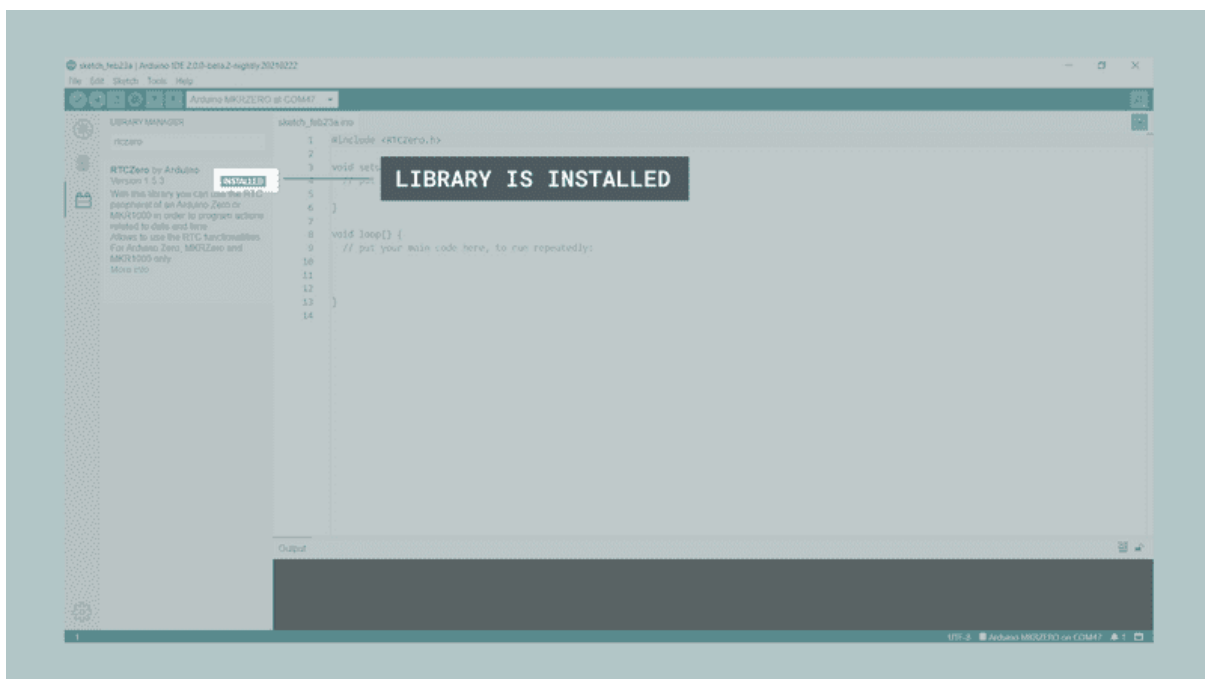 sketch_feb23a | Arduino IDE 2.0.0-beta.2-nightly.20210222
File Edit Sketch Tools Help
Arduino MKRZERO at COM47
LIBRARY MANAGER
rtczero
RTCZero by Arduino
Version 1.5.2
INSTALLED
With this library you can use the RTC
peripheral of an Arduino Zero or
MKR1000 in order to program actions
related to date and time
Allows to use the RTC functionalities.
For Arduino Zero, MKRZero and
MKR1000 only
More info
sketch_feb23a.ino
1 #include <RTCZero.h>
2
3 void setu
4 // put
5
6 }
7
8 void loop() {
9 // put your main code here, to run repeatedly:
10
11
12
13 }
14
LIBRARY IS INSTALLED
Output
1
UTF-8 Arduino MKRZERO on COM47 1